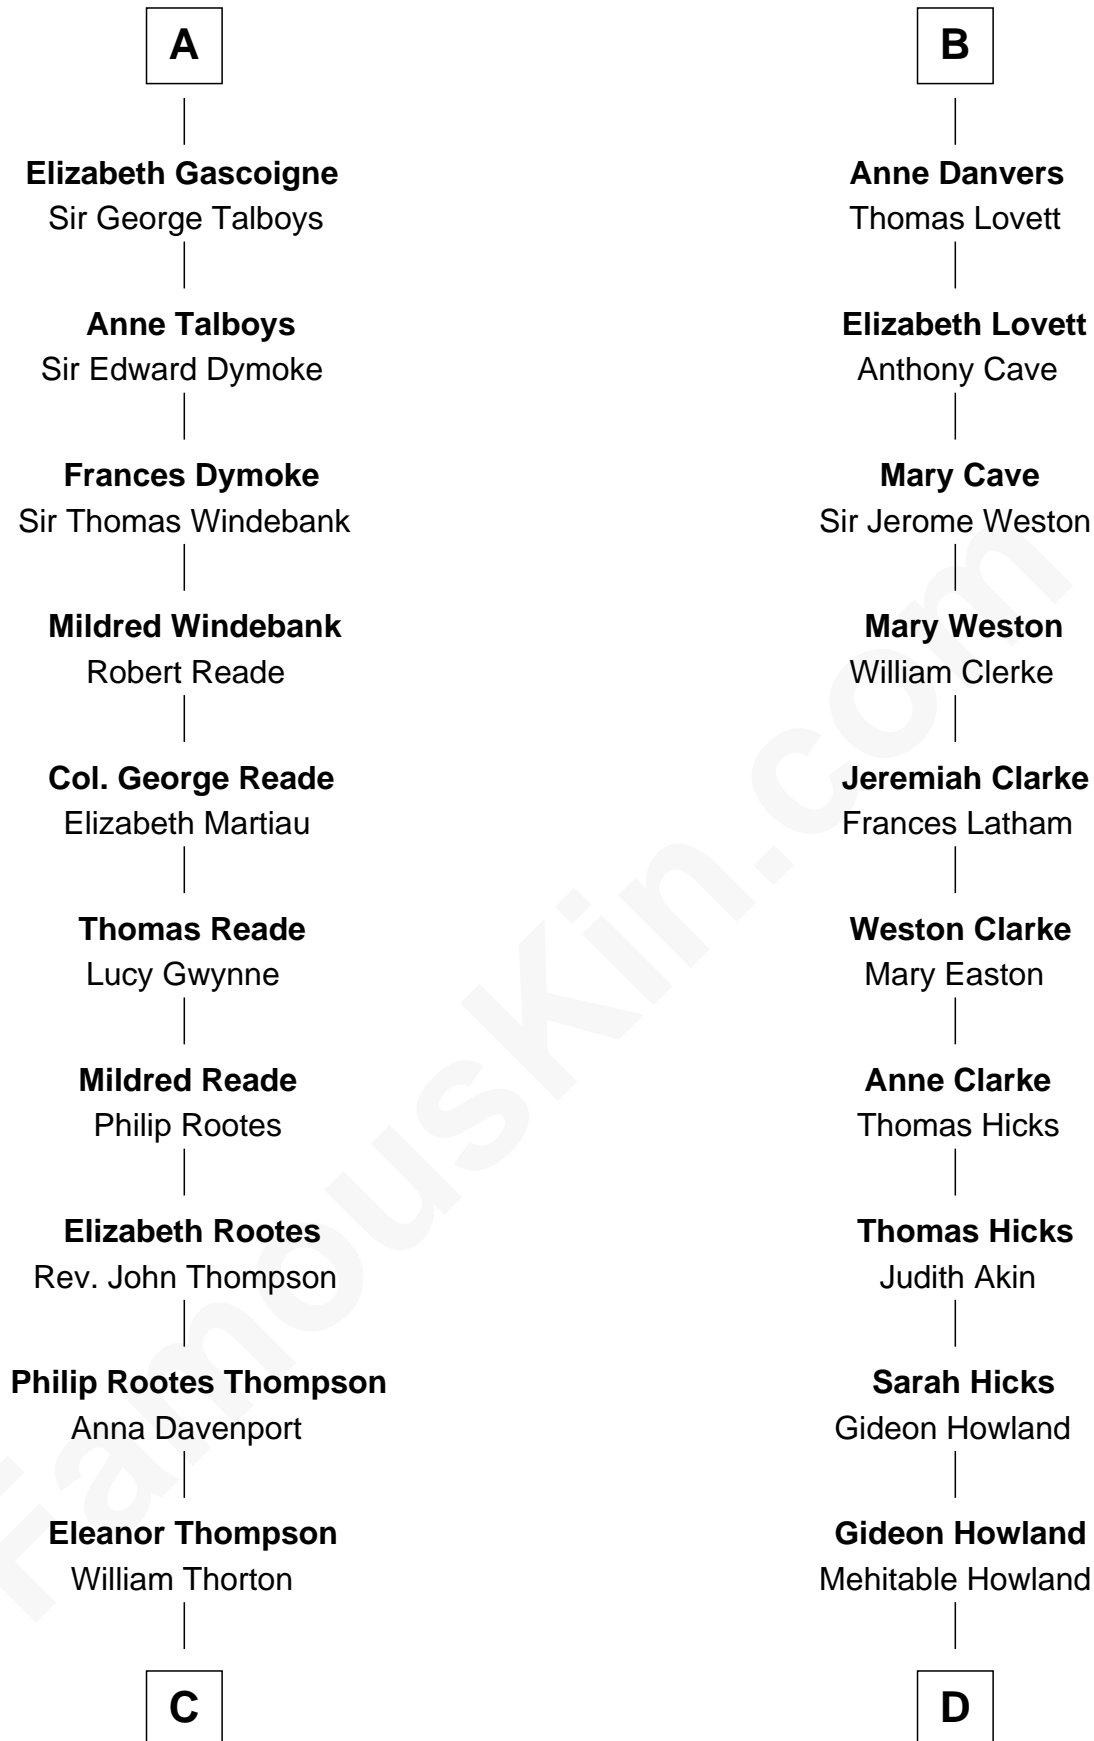 A
Elizabeth Gascoigne
Sir George Talboys
Anne Talboys
Sir Edward Dymoke
Frances Dymoke
Sir Thomas Windebank
Mildred Windebank
Robert Reade
Col. George Reade
Elizabeth Martiau
Thomas Reade
Lucy Gwynne
Mildred Reade
Philip Rootes
Elizabeth Rootes
Rev. John Thompson
Philip Rootes Thompson
Anna Davenport
Eleanor Thompson
William Thorton
C
B
Anne Danvers
Thomas Lovett
Elizabeth Lovett
Anthony Cave
Mary Cave
Sir Jerome Weston
Mary Weston
William Clerke
Jeremiah Clarke
Frances Latham
Weston Clarke
Mary Easton
Anne Clarke
Thomas Hicks
Thomas Hicks
Judith Akin
Sarah Hicks
Gideon Howland
Gideon Howland
Mehitable Howland
D
FamousKin.com